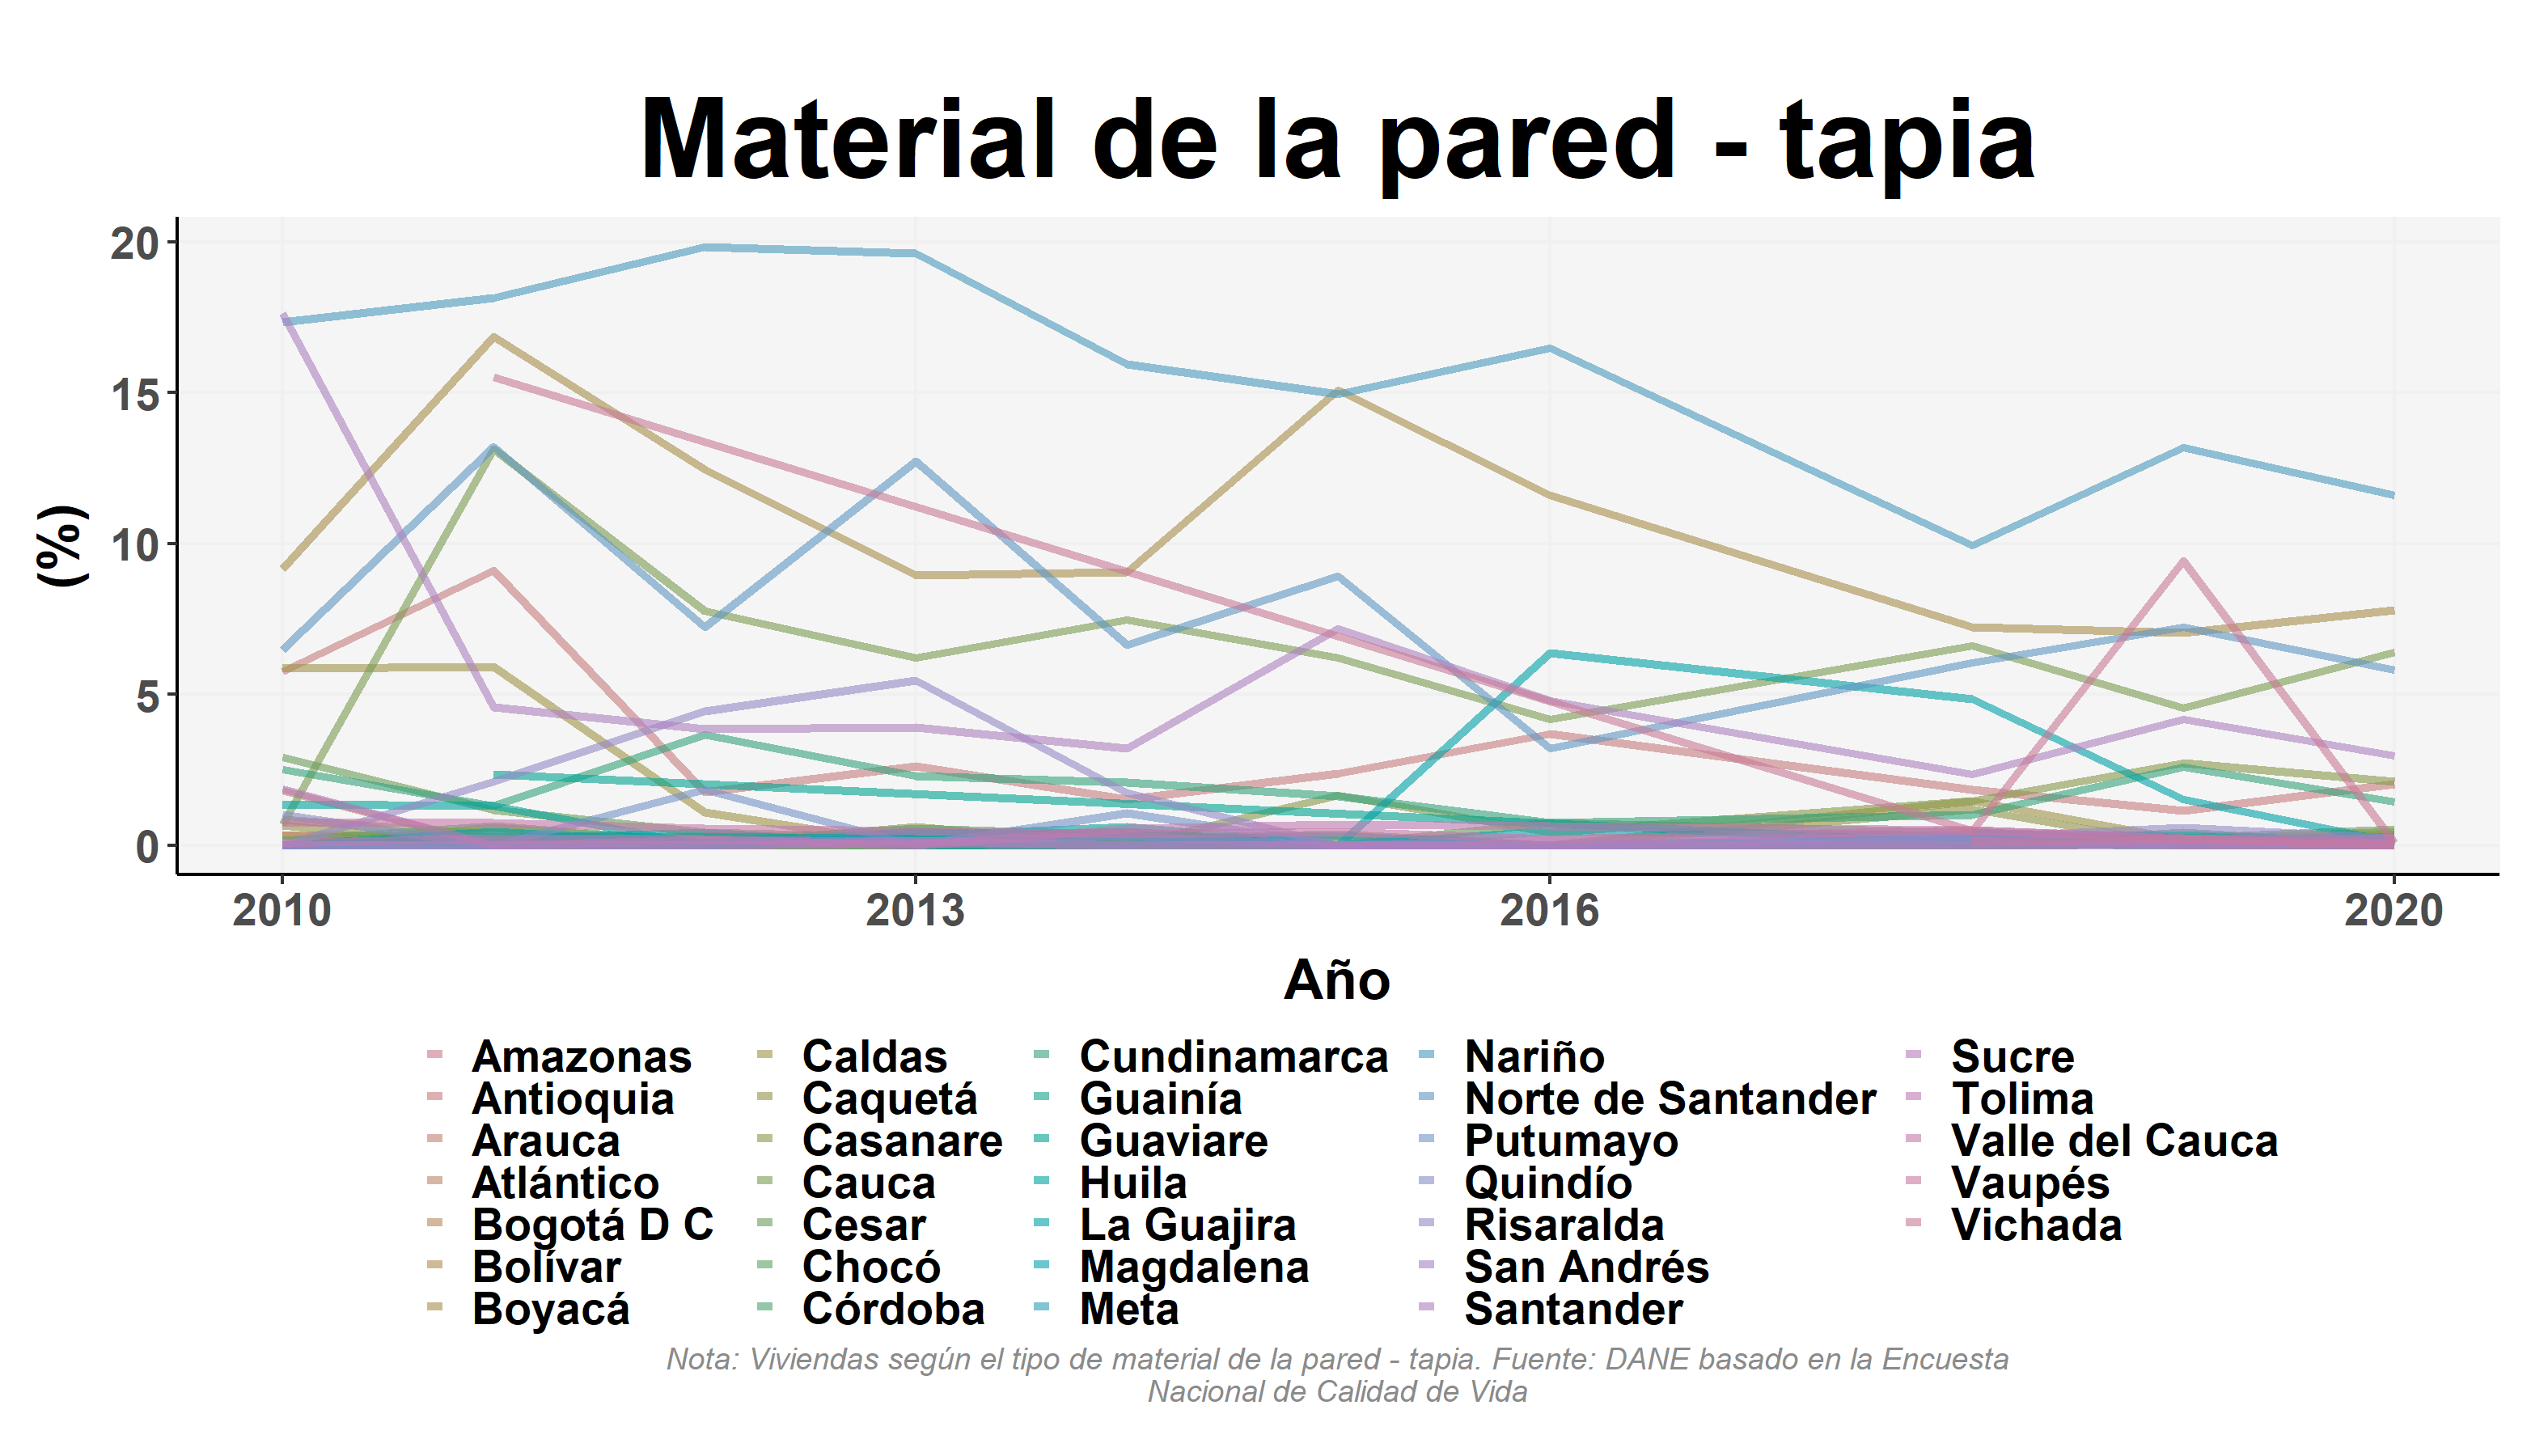 Material de la pared - tapia
20
15
10
5
0
(%)
2010 2013 2016 2020
Año
Amazonas Caldas Cundinamarca Nariño Sucre
Antioquia Caquetá Guainía Norte de Santander Tolima
Arauca Casanare Guaviare Putumayo Valle del Cauca
Atlántico Cauca Huila Quindío Vaupés
Bogotá D C Cesar La Guajira Risaralda Vichada
Bolívar Chocó Magdalena San Andrés
Boyacá Córdoba Meta Santander
Nota: Viviendas según el tipo de material de la pared - tapia. Fuente: DANE basado en la Encuesta
Nacional de Calidad de Vida